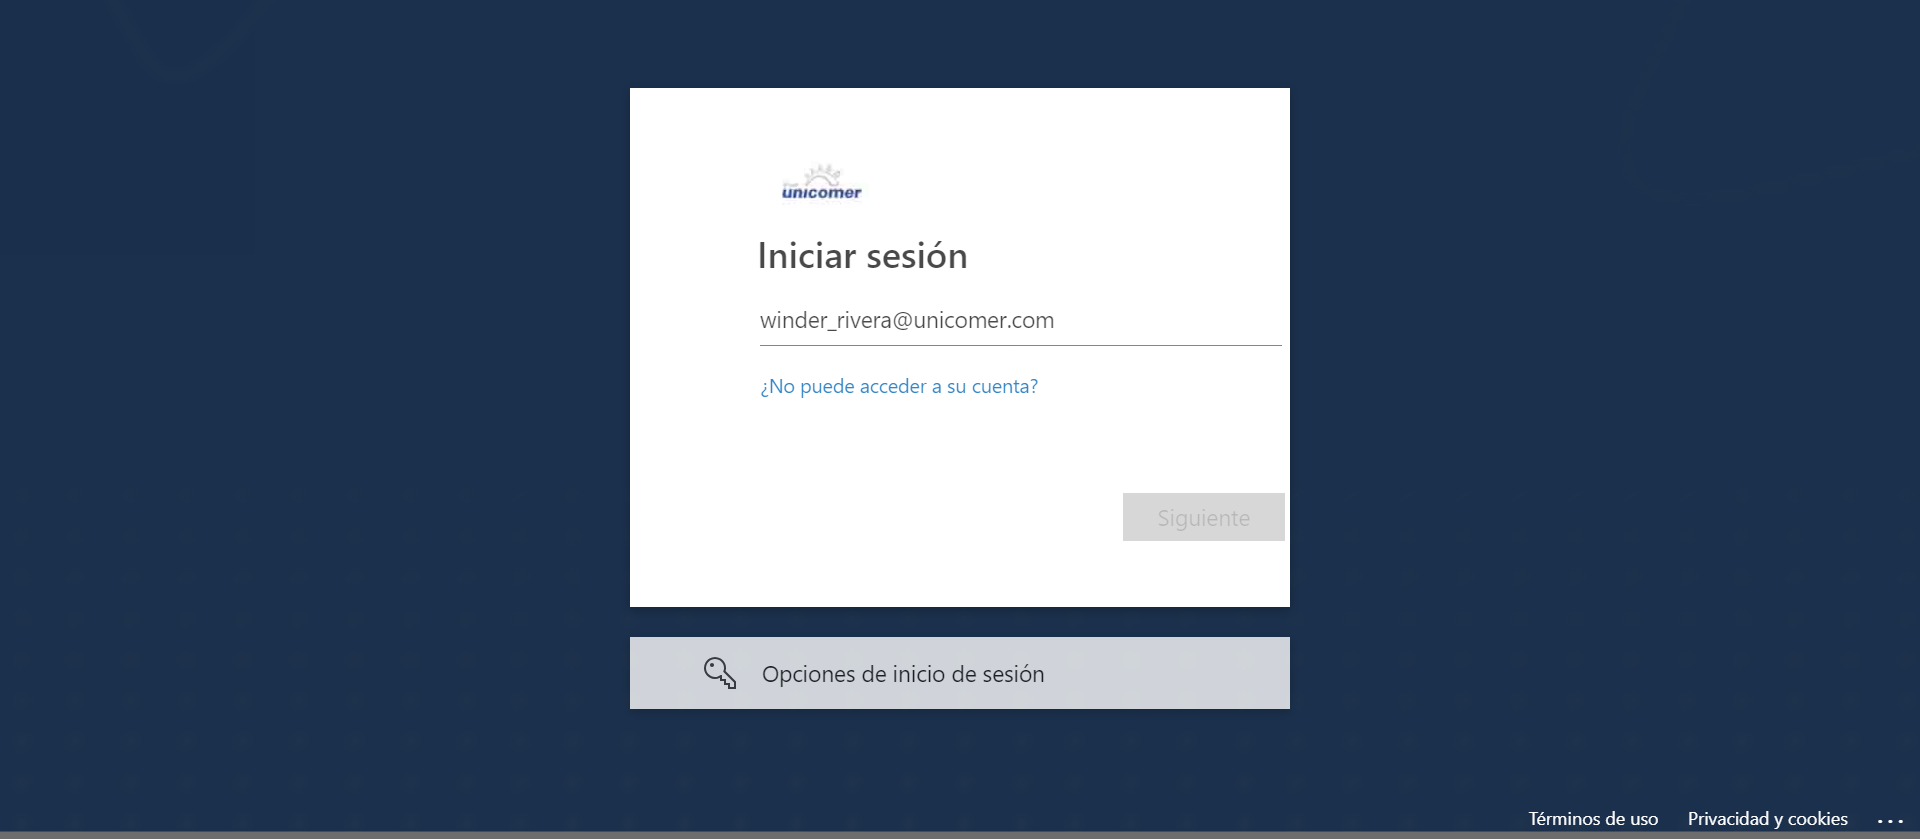 unicomer
Iniciar sesión
winder_rivera@unicomer.com
¿No puede acceder a su cuenta?
Siguiente
Opciones de inicio de sesión
Términos de uso Privacidad y cookies ...